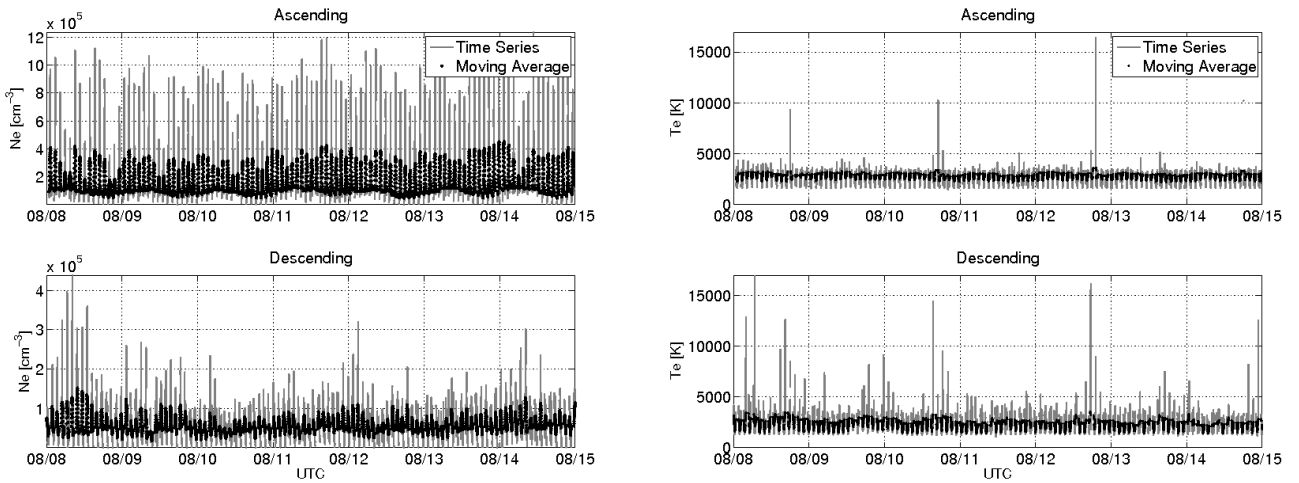 Ascending
x 10^5
12
10
8
6
4
2
Ne [cm^-3]
Time Series
Moving Average
08/08 08/09 08/10 08/11 08/12 08/13 08/14 08/15
Ascending
15000
10000
5000
0
Te [K]
Time Series
Moving Average
08/08 08/09 08/10 08/11 08/12 08/13 08/14 08/15
Descending
x 10^5
4
3
2
1
Ne [cm^-3]
08/08 08/09 08/10 08/11 08/12 08/13 08/14 08/15
UTC
Descending
15000
10000
5000
0
Te [K]
08/08 08/09 08/10 08/11 08/12 08/13 08/14 08/15
UTC